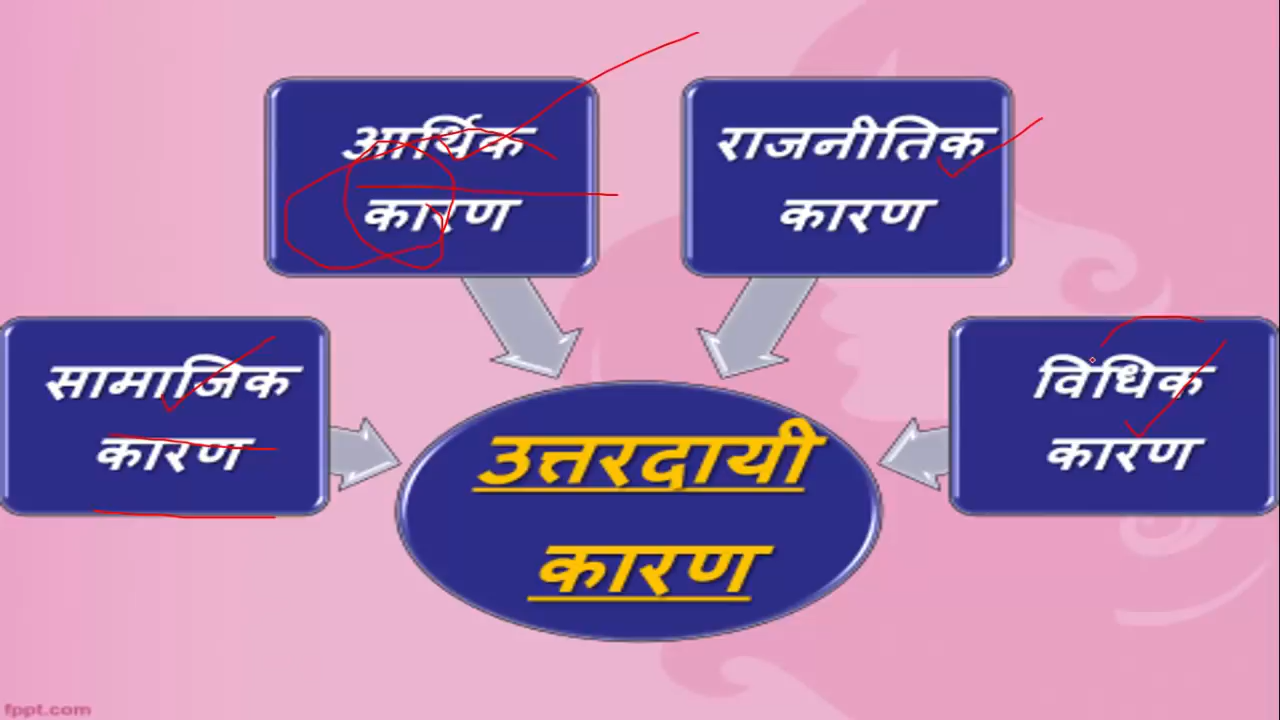 आर्थिक
कारण
राजनीतिक
कारण
सामाजिक
कारण
विधिक
कारण
उत्तरदायी
कारण
fppt.com